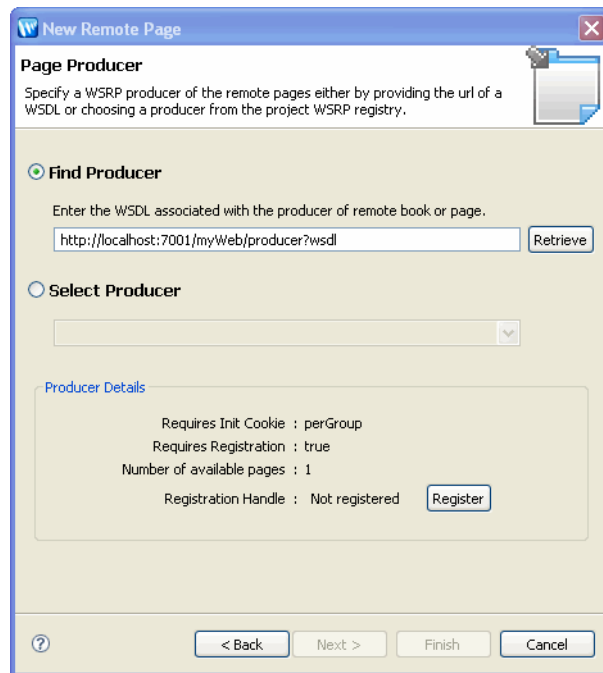 New Remote Page
Page Producer
Specify a WSRP producer of the remote pages either by providing the url of a
WSDL or choosing a producer from the project WSRP registry.
Find Producer
Enter the WSDL associated with the producer of remote book or page.
http://localhost:7001/myWeb/producer?wsdl
Retrieve
Select Producer
Producer Details
Requires Init Cookie : perGroup
Requires Registration : true
Number of available pages : 1
Registration Handle : Not registered Register
? < Back Next > Finish Cancel